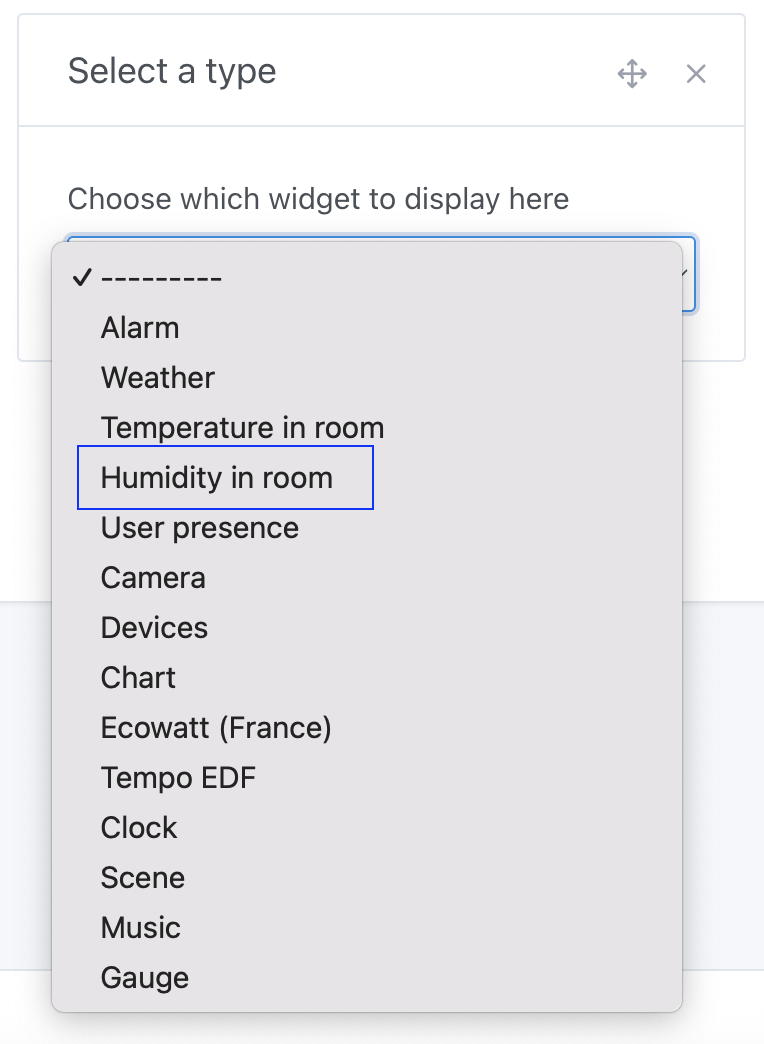 Select a type
Choose which widget to display here
✓ ---------
Alarm
Weather
Temperature in room
Humidity in room
User presence
Camera
Devices
Chart
Ecowatt (France)
Tempo EDF
Clock
Scene
Music
Gauge